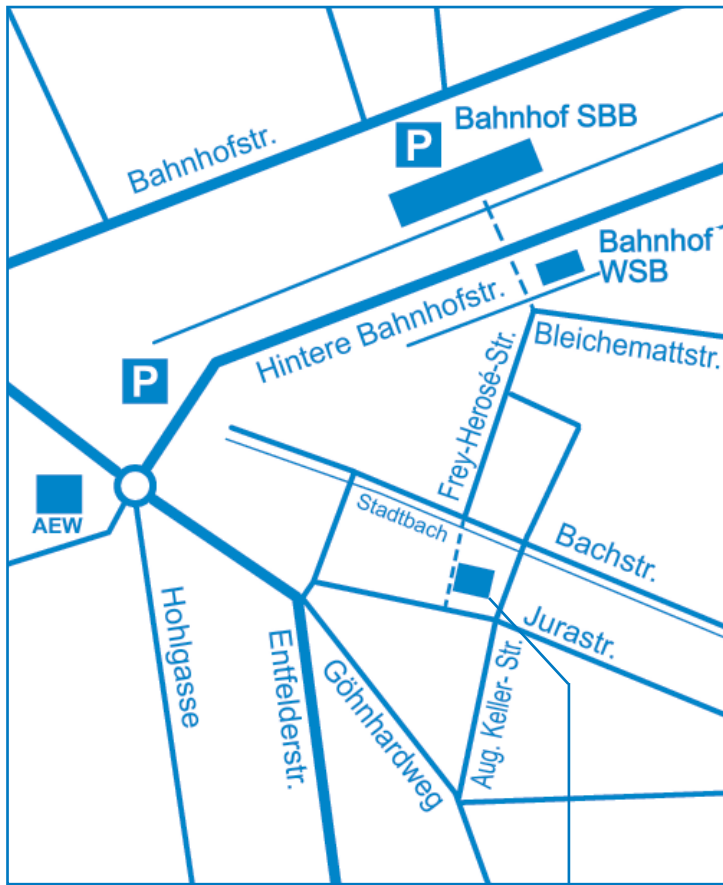 Bahnhofstr.
P
Bahnhof SBB
Bahnhof
WSB
Hintere Bahnhofstr.
P
Bleichemattstr.
Frey-Herosé-Str.
AEW
Stadtbach
Bachstr.
Hohlgasse
Entfelderstr.
Göhnhardweg
Aug. Keller- Str.
Jurastr.